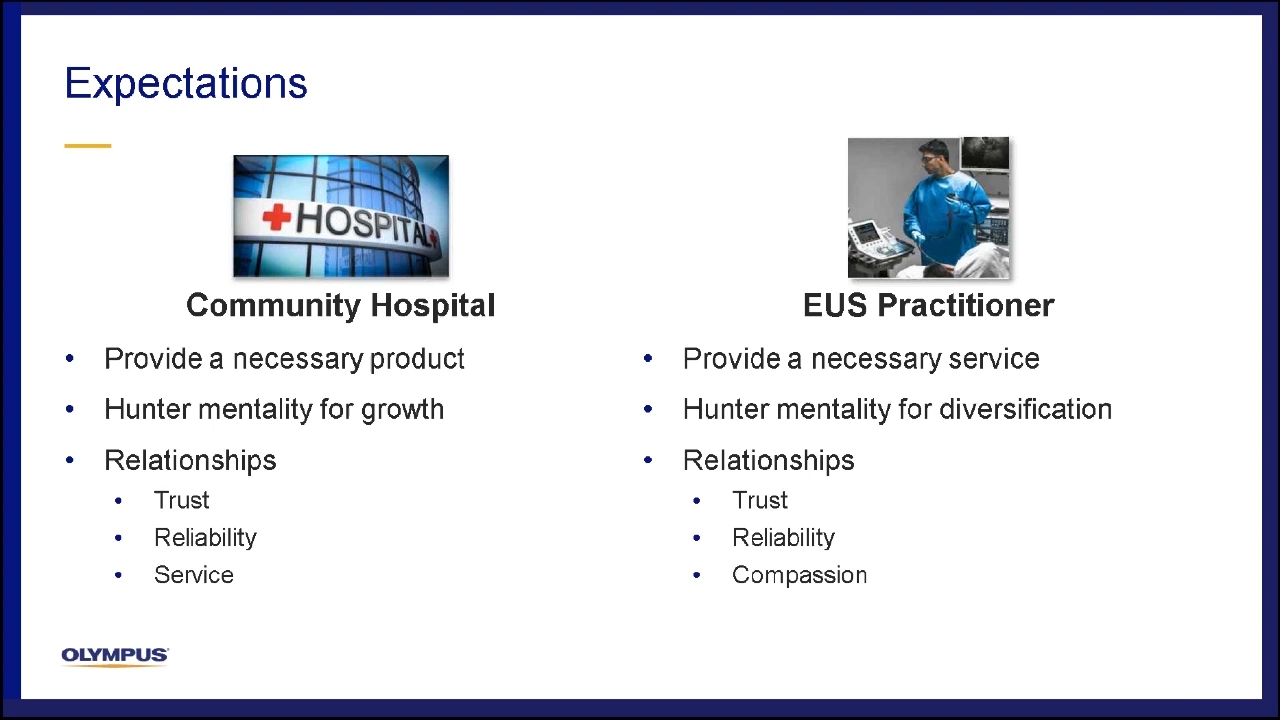 Expectations
HOSPITAL
Community Hospital
• Provide a necessary product
• Hunter mentality for growth
• Relationships
• Trust
• Reliability
• Service
EUS Practitioner
• Provide a necessary service
• Hunter mentality for diversification
• Relationships
• Trust
• Reliability
• Compassion
OLYMPUS